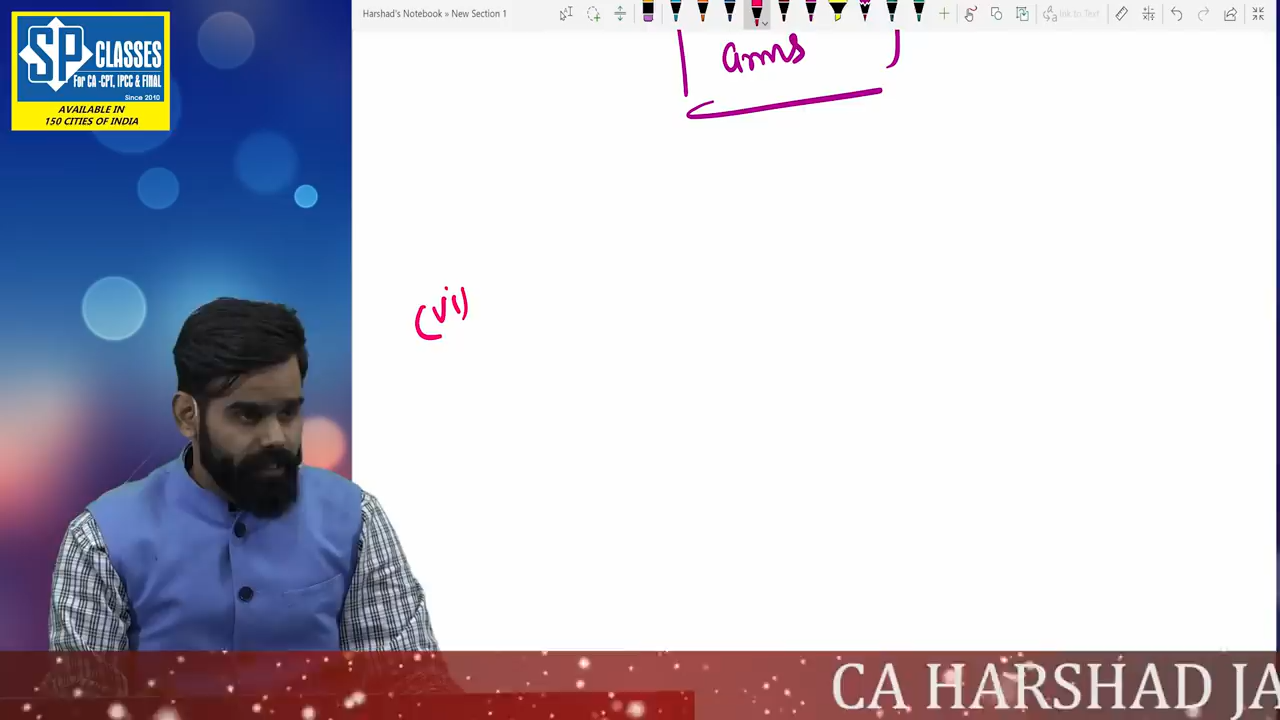 SP CLASSES
For CA -CPT, IPCC & FINAL
Since 2010
AVAILABLE IN
150 CITIES OF INDIA
Harshad's Notebook » New Section 1
Ink to Text
arms
(vi)
CA HARSHAD JA